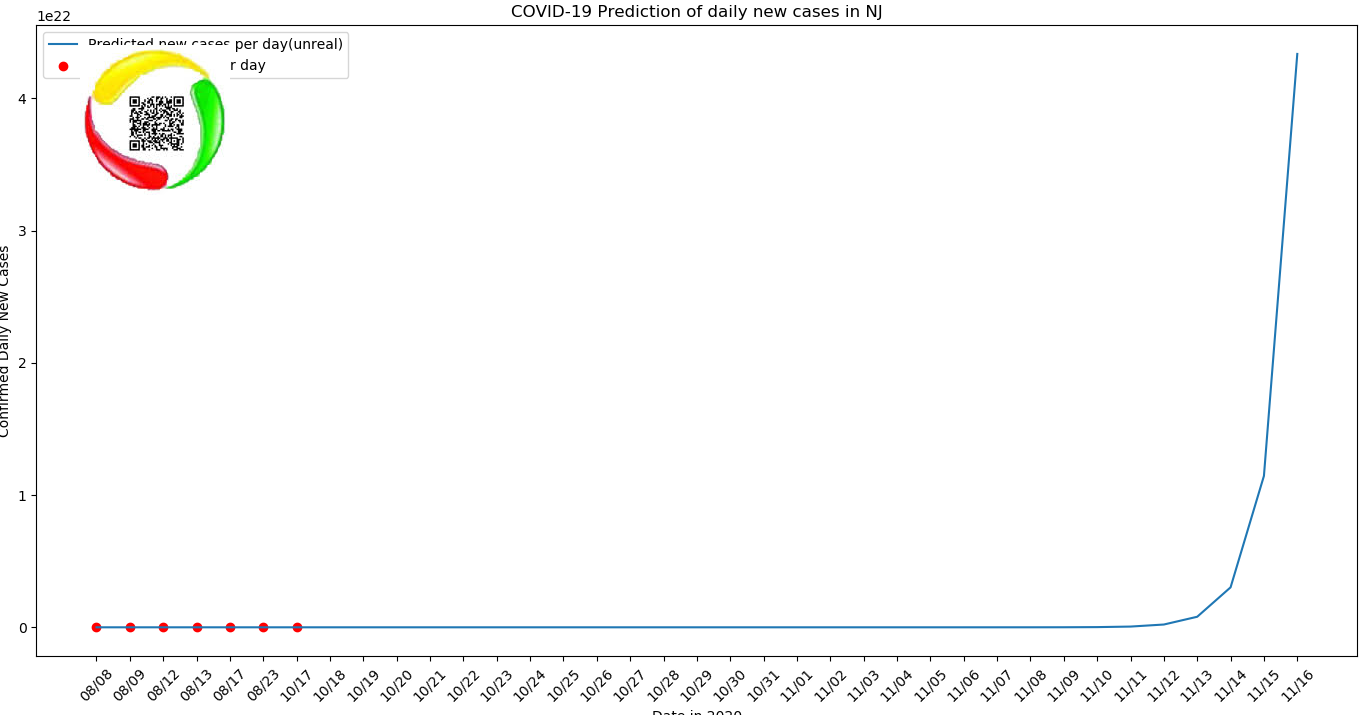 COVID-19 Prediction of daily new cases in NJ
1e22
Predicted new cases per day(unreal)
r day
Confirmed Daily New Cases
4
3
2
1
0
08/08 08/09 08/12 08/13 08/17 08/23 10/17 10/18 10/19 10/20 10/21 10/22 10/23 10/24 10/25 10/26 10/27 10/28 10/29 10/30 10/31 11/01 11/02 11/03 11/04 11/05 11/06 11/07 11/08 11/09 11/10 11/11 11/12 11/13 11/14 11/15 11/16
Date in 2020